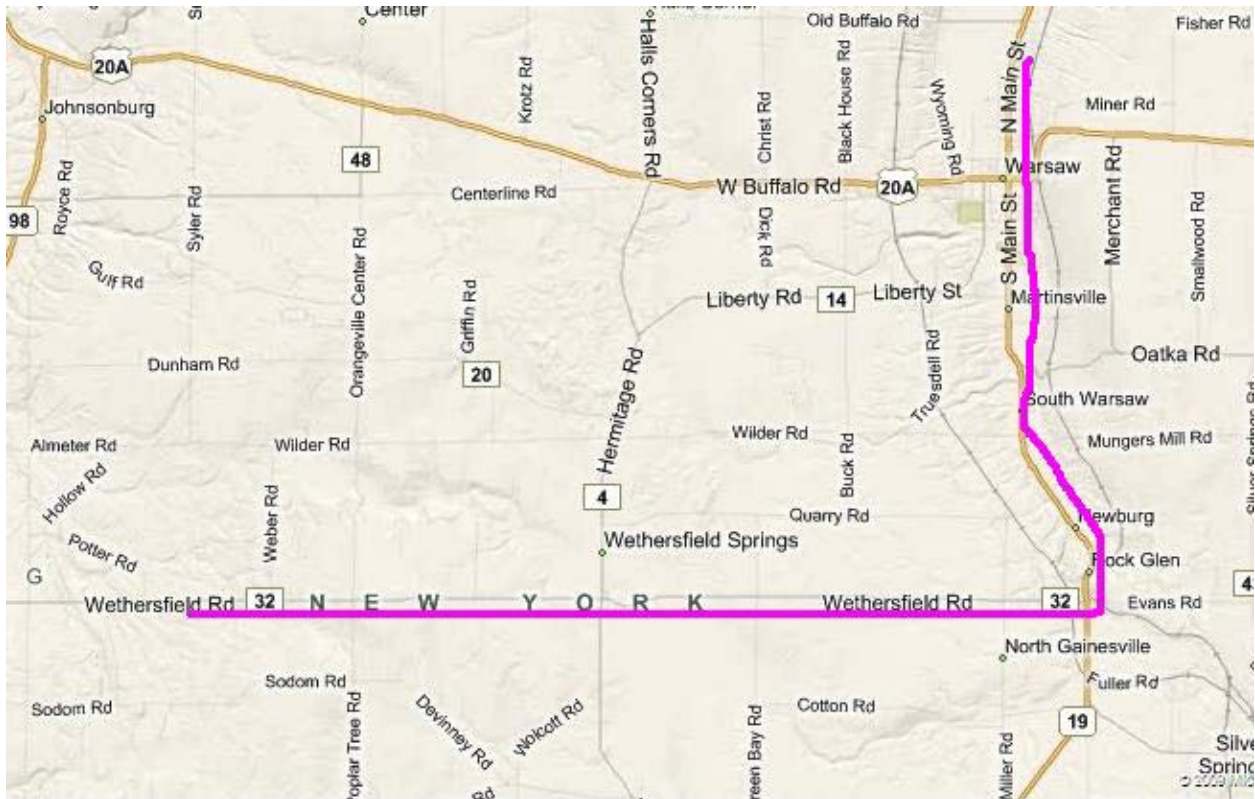 Center
Old Buffalo Rd
Fisher Rd
20A
N Main St
Johnsonburg
Krotz Rd
Halls Corners Rd
Christ Rd
Black House Rd
Wyoming Rd
Miner Rd
48
Warsaw
Centerline Rd
W Buffalo Rd
20A
98
Royce Rd
Syler Rd
Merchant Rd
Smallwood Rd
Gulf Rd
Orangeville Center Rd
Dick Rd
S Main St
Griffin Rd
Liberty Rd
14
Liberty St
Martinsville
Dunham Rd
20
Hermitage Rd
Truesdell Rd
Oatka Rd
South Warsaw
Almeter Rd
Wilder Rd
Wilder Rd
Mungers Mill Rd
Silver Springs Rd
Hollow Rd
Weber Rd
4
Buck Rd
Quarry Rd
Potter Rd
Wethersfield Springs
G
Wethersfield Rd
32
NEW YORK
Wethersfield Rd
32
Evans Rd
North Gainesville
Sodom Rd
Fuller Rd
Sodom Rd
Poplar Tree Rd
Devinney Rd
Wolcott Rd
Cotton Rd
19
Miller Rd
Rd